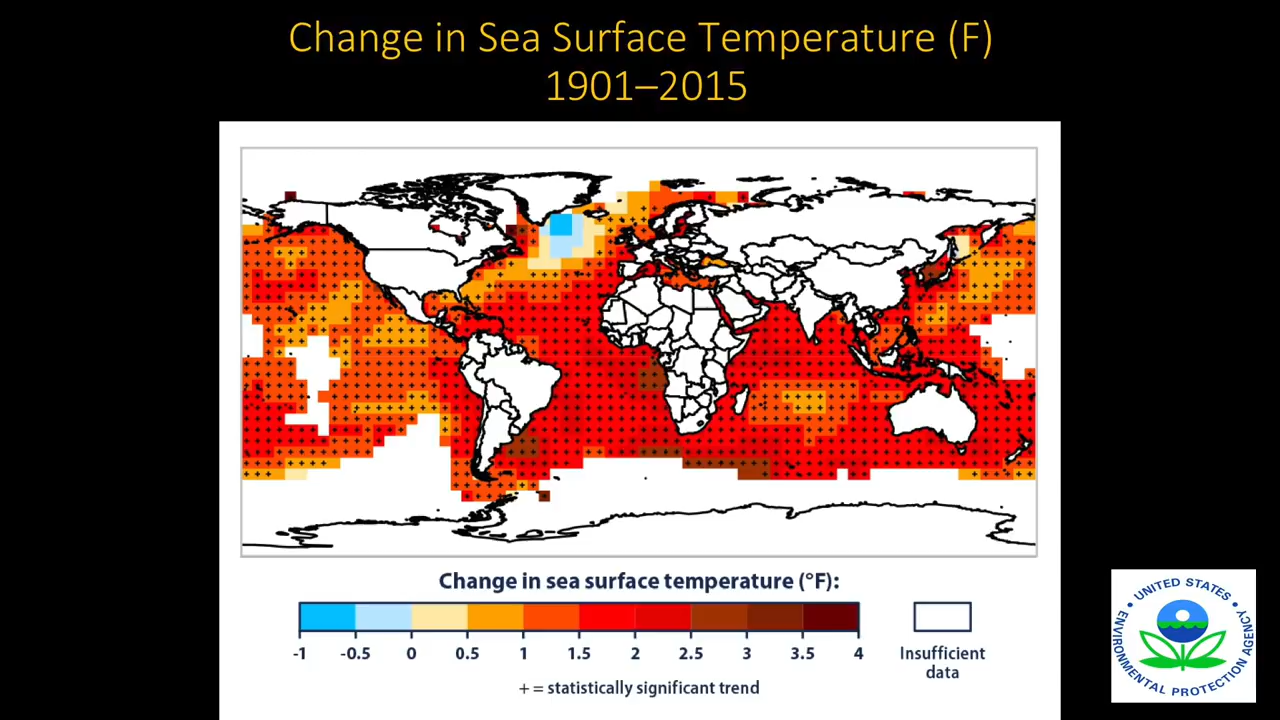 Change in Sea Surface Temperature (F)
1901–2015
Change in sea surface temperature (°F):
-1 -0.5 0 0.5 1 1.5 2 2.5 3 3.5 4
Insufficient
data
+ = statistically significant trend
UNITED STATES
ENVIRONMENTAL PROTECTION AGENCY